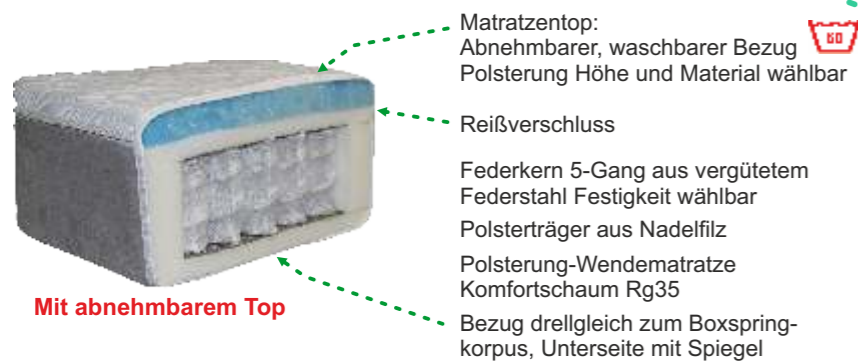 Matratzentop:
Abnehmbarer, waschbarer Bezug
60
Polsterung Höhe und Material wählbar
Reißverschluss
Federkern 5-Gang aus vergütetem
Federstahl Festigkeit wählbar
Polsterträger aus Nadelfilz
Polsterung-Wendematratze
Komfortschaum Rg35
Bezug drellgleich zum Boxspring-
korpus, Unterseite mit Spiegel
Mit abnehmbarem Top